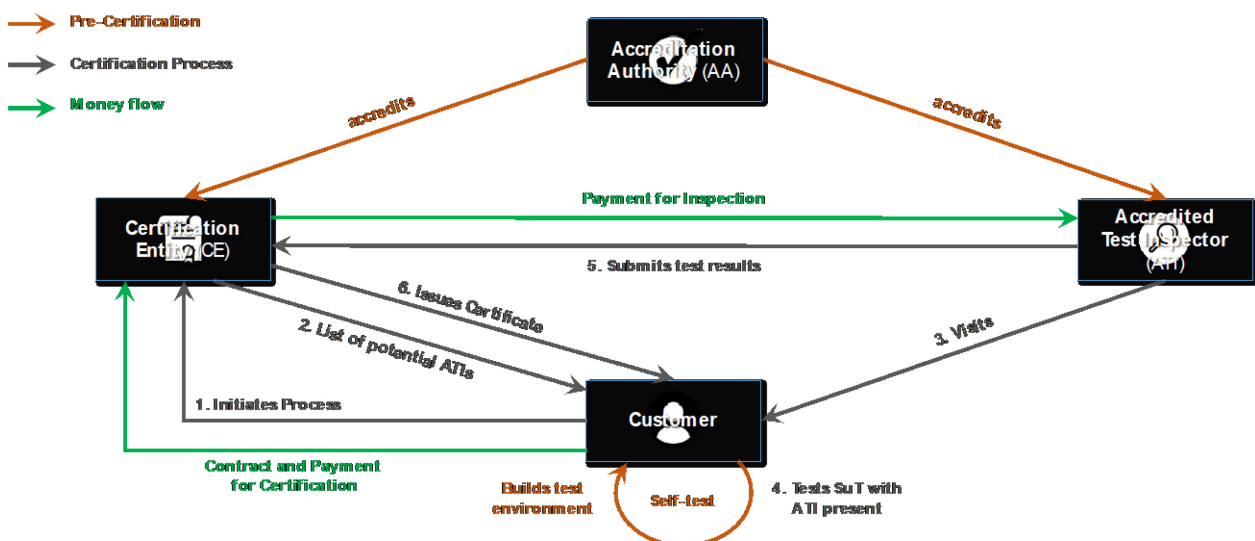 Pre-Certification
Certification Process
Money flow
Accreditation
Authority (AA)
accredits
accredits
Payment for Inspection
Certification
Entity (CE)
Accredited
Test Inspector
(ATI)
5. Submits test results
6. Issues Certificate
2. List of potential ATIs
3. Visits
1. Initiates Process
Customer
Contract and Payment
for Certification
Builds test
environment
Self-test
4. Tests SuT with
ATI present